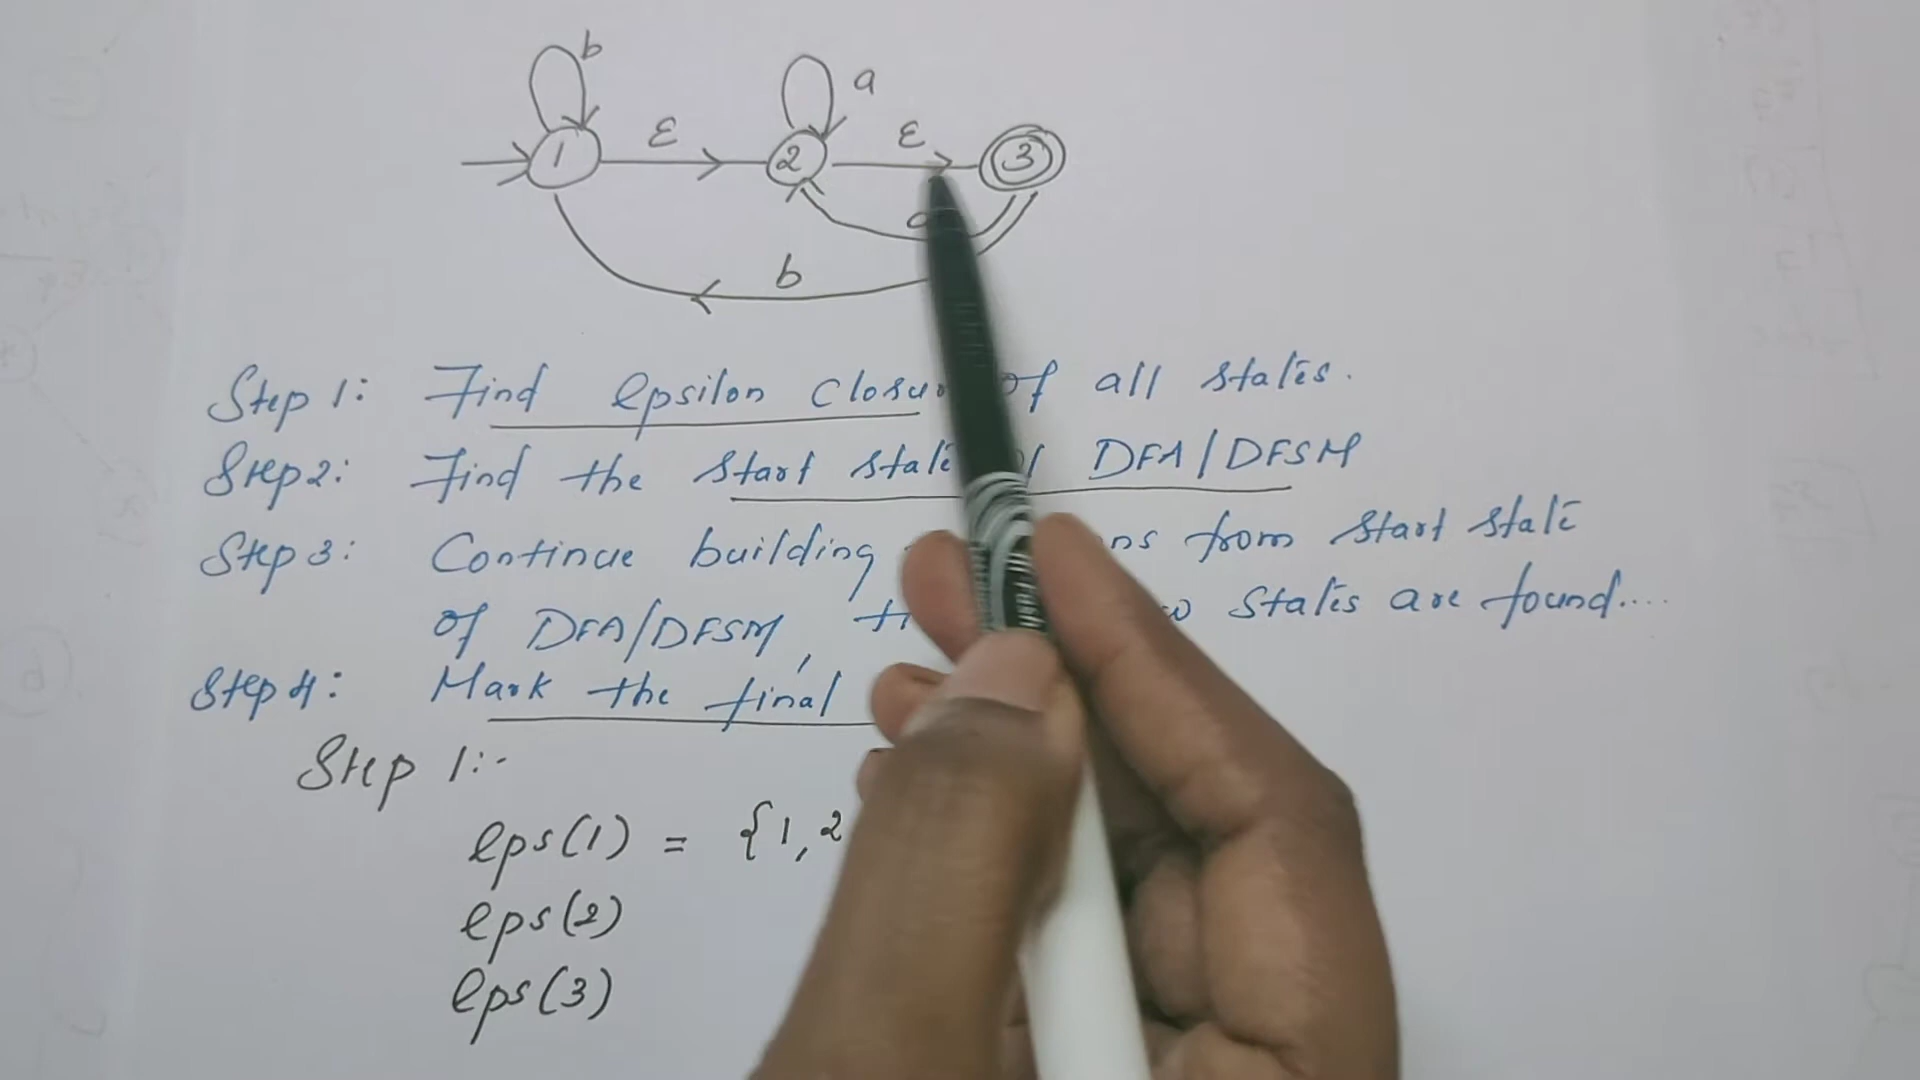 b
a
ε
ε
1
2
3
b
Step 1: Find epsilon of all states.
Step 2: Find the start state DFA/DFSM
Step 3: Continue building from start state
of DFA/DFSM, states are found....
Step 4: Mark the final
Step 1:-
eps(1) = {1, 2
eps(2)
eps(3)